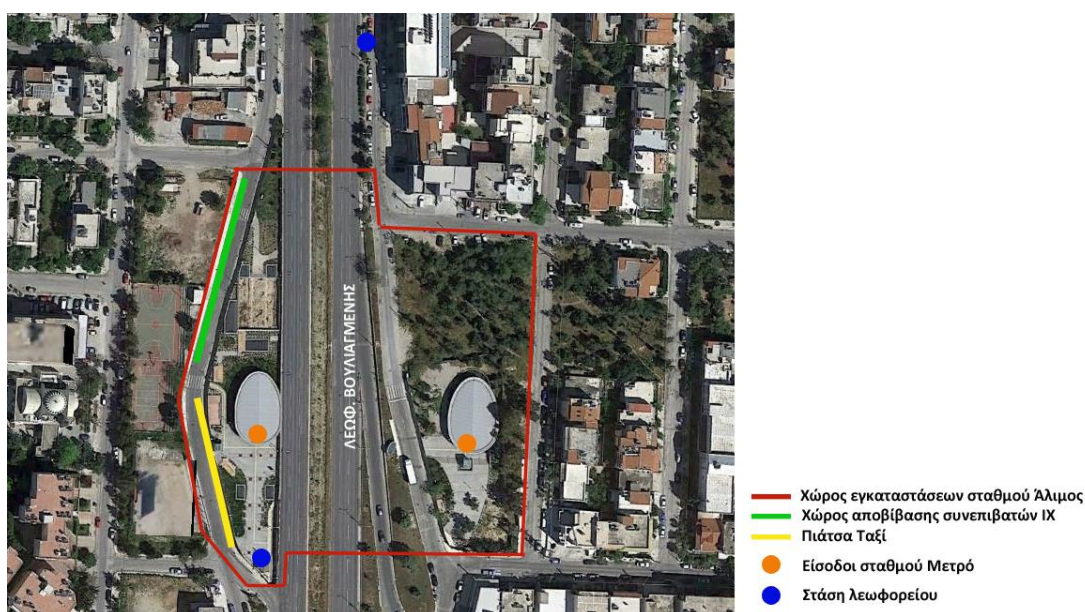 ΛΕΩΦ. ΒΟΥΛΙΑΓΜΕΝΗΣ
Χώρος εγκαταστάσεων σταθμού Άλιμος
Χώρος αποβίβασης συνεπιβατών ΙΧ
Πιάτσα Ταξί
Είσοδοι σταθμού Μετρό
Στάση λεωφορείου